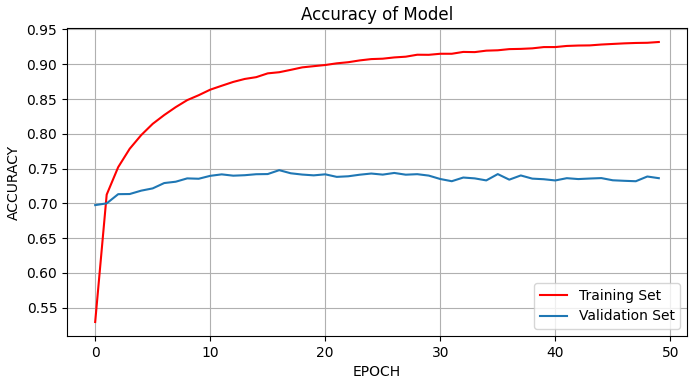 Accuracy of Model
0.95
0.90
0.85
0.80
0.75
0.70
0.65
0.60
0.55
ACCURACY
0 10 20 30 40 50
EPOCH
Training Set
Validation Set